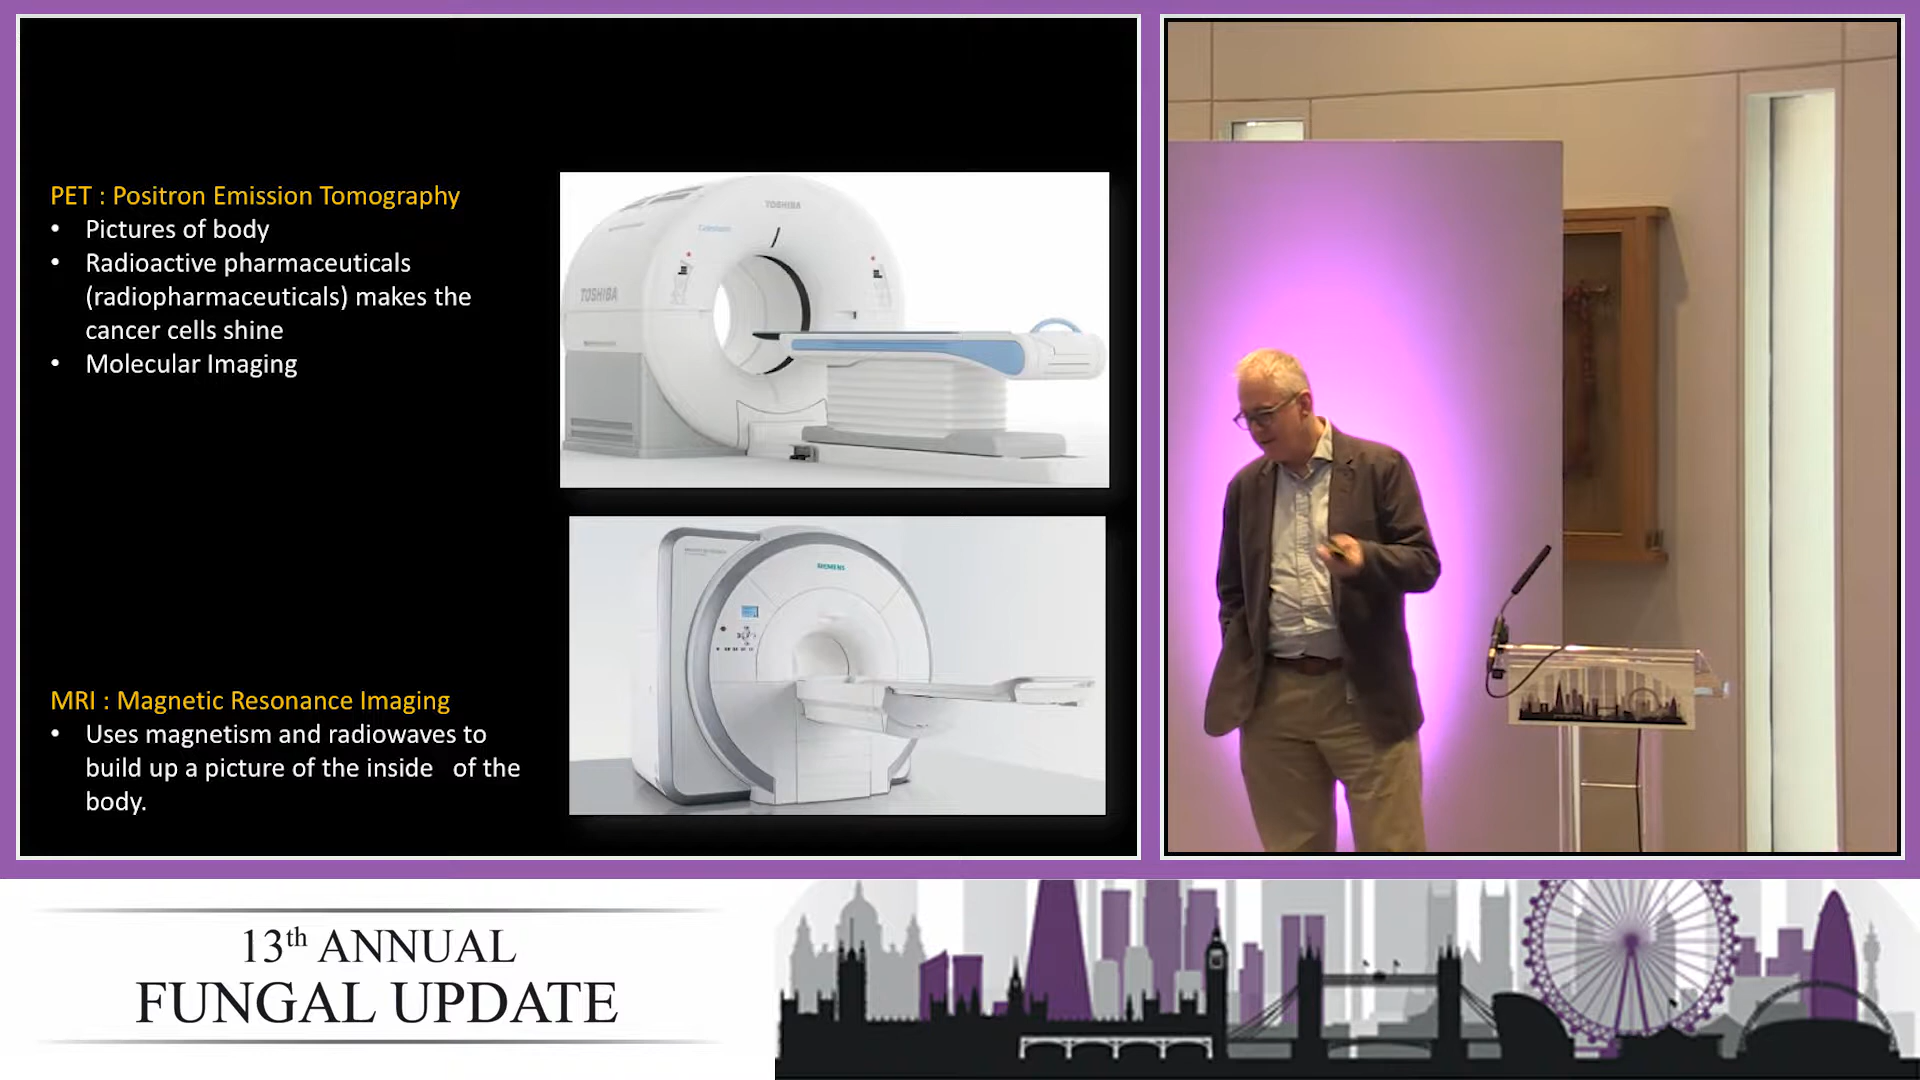 PET : Positron Emission Tomography
• Pictures of body
• Radioactive pharmaceuticals
(radiopharmaceuticals) makes the
cancer cells shine
• Molecular Imaging
TOSHIBA
TOSHIBA
SIEMENS
MRI : Magnetic Resonance Imaging
• Uses magnetism and radiowaves to
build up a picture of the inside of the
body.
13th ANNUAL
FUNGAL UPDATE